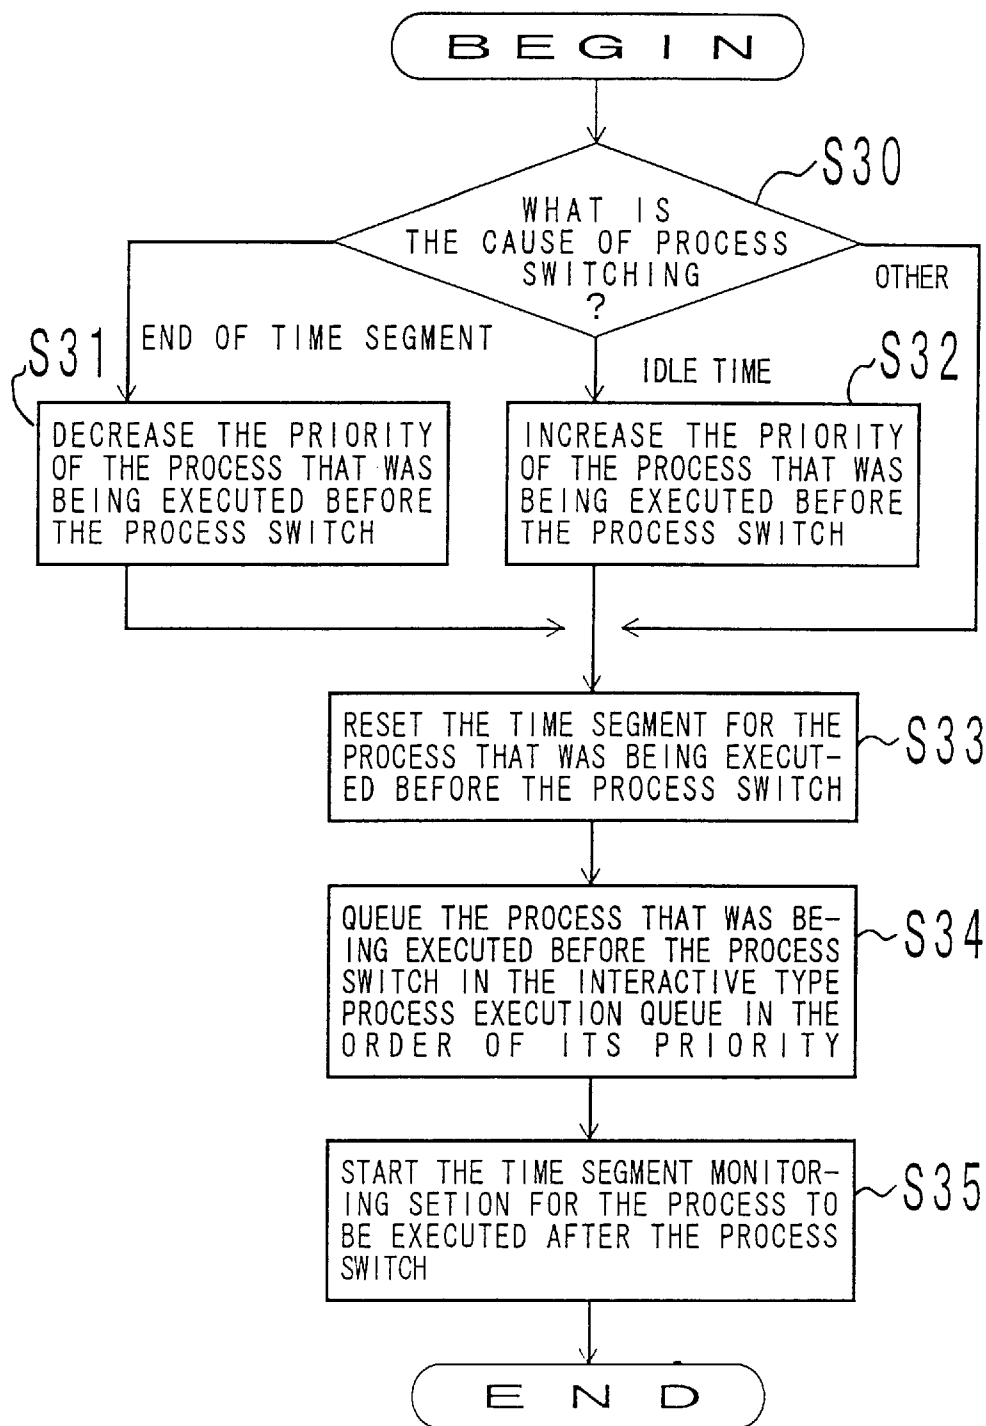 BEGIN
S30
WHAT IS
THE CAUSE OF PROCESS
SWITCHING
?
OTHER
END OF TIME SEGMENT
IDLE TIME
S31
DECREASE THE PRIORITY
OF THE PROCESS THAT WAS
BEING EXECUTED BEFORE
THE PROCESS SWITCH
S32
INCREASE THE PRIORITY
OF THE PROCESS THAT WAS
BEING EXECUTED BEFORE
THE PROCESS SWITCH
RESET THE TIME SEGMENT FOR THE
PROCESS THAT WAS BEING EXECUT-
ED BEFORE THE PROCESS SWITCH
S33
QUEUE THE PROCESS THAT WAS BE-
ING EXECUTED BEFORE THE PROCESS
SWITCH IN THE INTERACTIVE TYPE
PROCESS EXECUTION QUEUE IN THE
ORDER OF ITS PRIORITY
S34
START THE TIME SEGMENT MONITOR-
ING SETION FOR THE PROCESS TO
BE EXECUTED AFTER THE PROCESS
SWITCH
S35
END